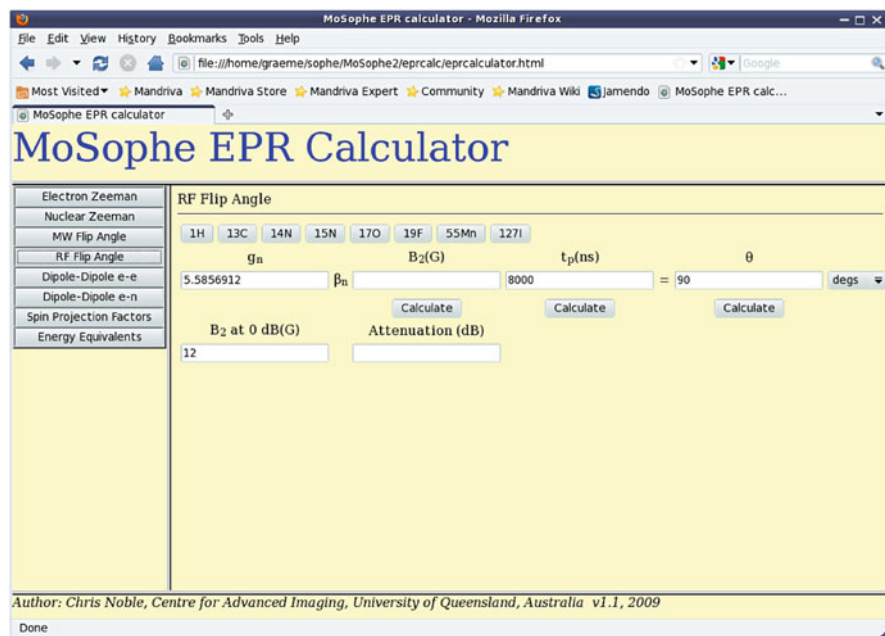 MoSophe EPR calculator - Mozilla Firefox
File Edit View History Bookmarks Tools Help
file:///home/graeme/sophe/MoSophe2/eprcalc/eprcalculator.html
Google
Most Visited Mandriva Mandriva Store Mandriva Expert Community Mandriva Wiki Jamendo MoSophe EPR calc...
MoSophe EPR calculator
MoSophe EPR Calculator
Electron Zeeman
Nuclear Zeeman
MW Flip Angle
RF Flip Angle
Dipole-Dipole e-e
Dipole-Dipole e-n
Spin Projection Factors
Energy Equivalents
RF Flip Angle
1H 13C 14N 15N 17O 19F 55Mn 127I
gₙ B₂(G) tₚ(ns) θ
5.5856912 βₙ 8000 = 90 degs
Calculate Calculate Calculate
B₂ at 0 dB(G) Attenuation (dB)
12
Author: Chris Noble, Centre for Advanced Imaging, University of Queensland, Australia v1.1, 2009
Done